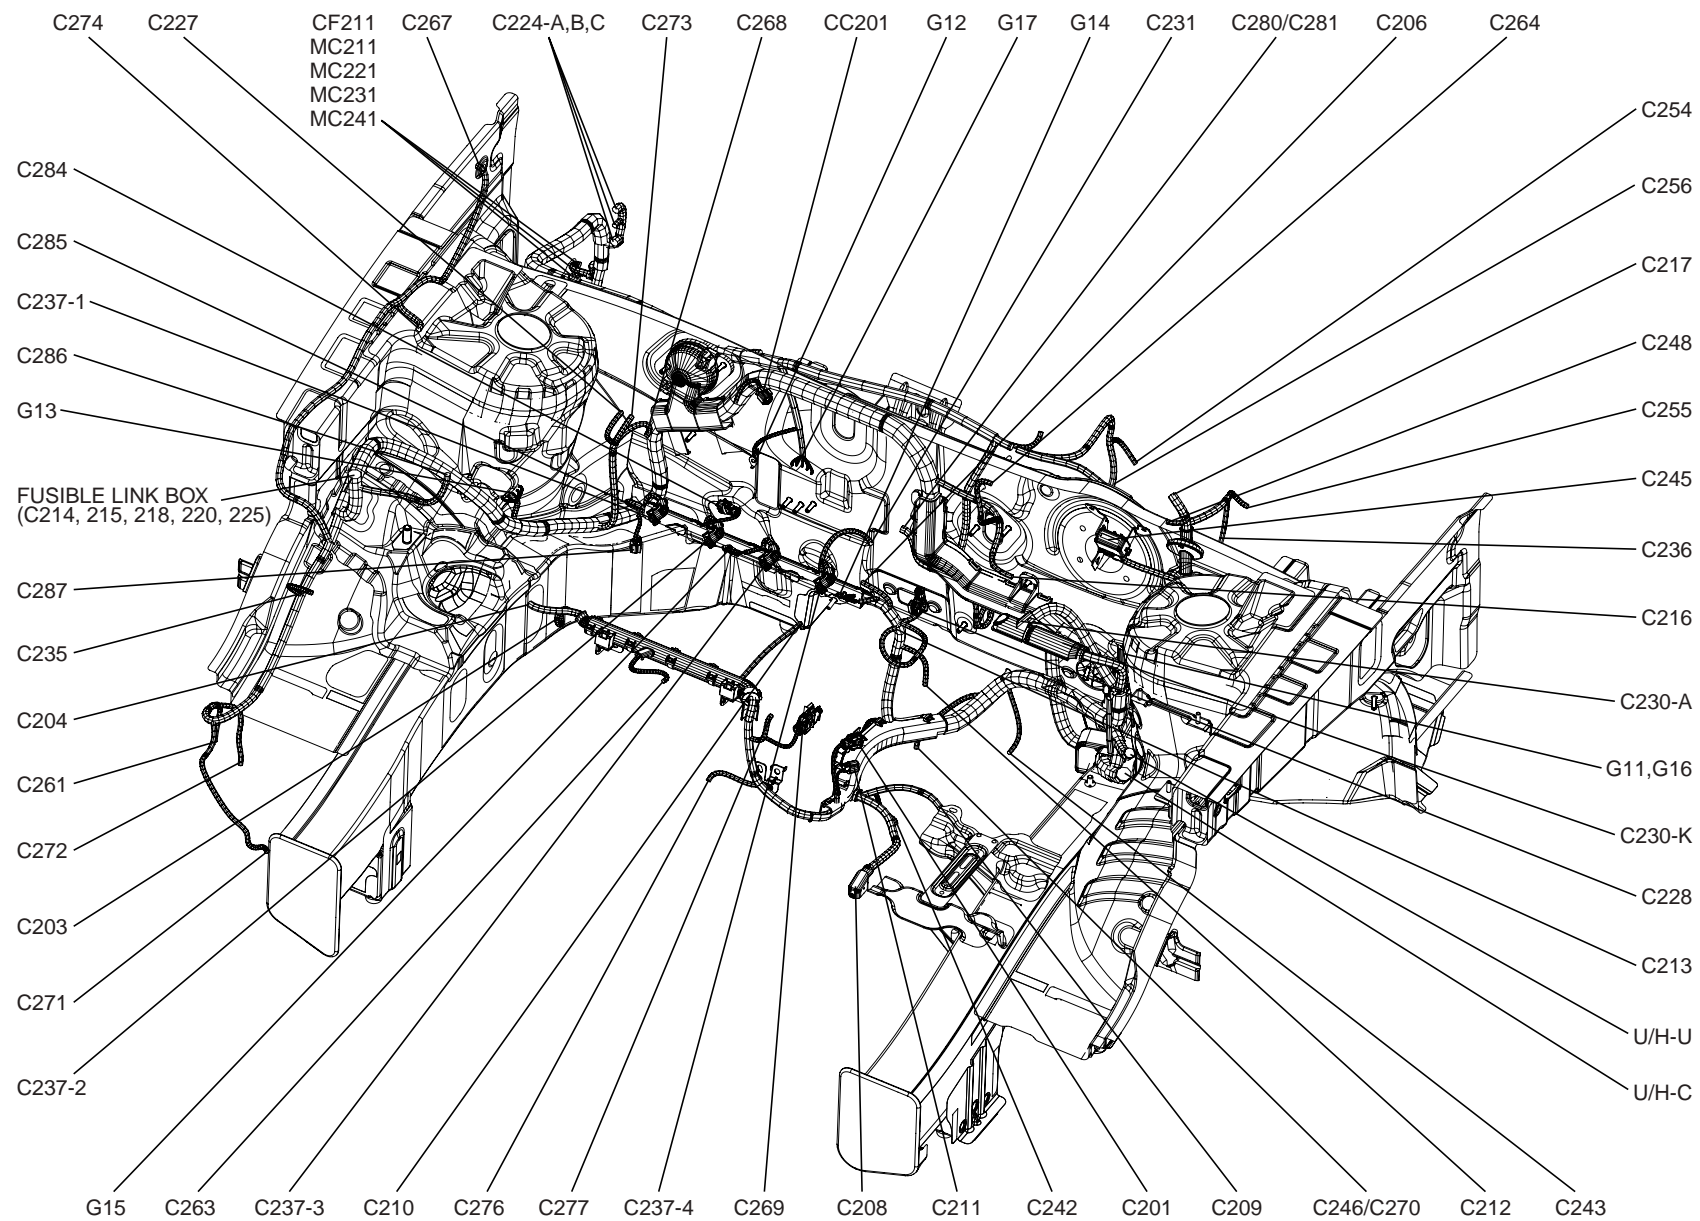 C274 C227 CF211 C267 C224-A,B,C C273 C268 CC201 G12 G17 G14 C231 C280/C281 C206 C264
MC211
MC221
MC231
MC241
C254
C284
C256
C285
C217
C237-1
C248
C286
C255
G13
C245
FUSIBLE LINK BOX
(C214, 215, 218, 220, 225)
C236
C287
C216
C235
C230-A
C204
G11,G16
C261
C230-K
C272
C228
C203
C213
C271
U/H-U
C237-2
U/H-C
G15 C263 C237-3 C210 C276 C277 C237-4 C269 C208 C211 C242 C201 C209 C246/C270 C212 C243